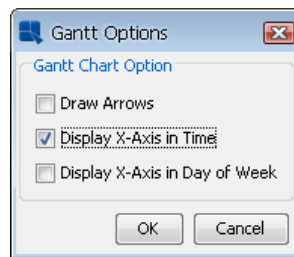 Gantt Options
Gantt Chart Option
Draw Arrows
Display X-Axis in Time
Display X-Axis in Day of Week
OK Cancel